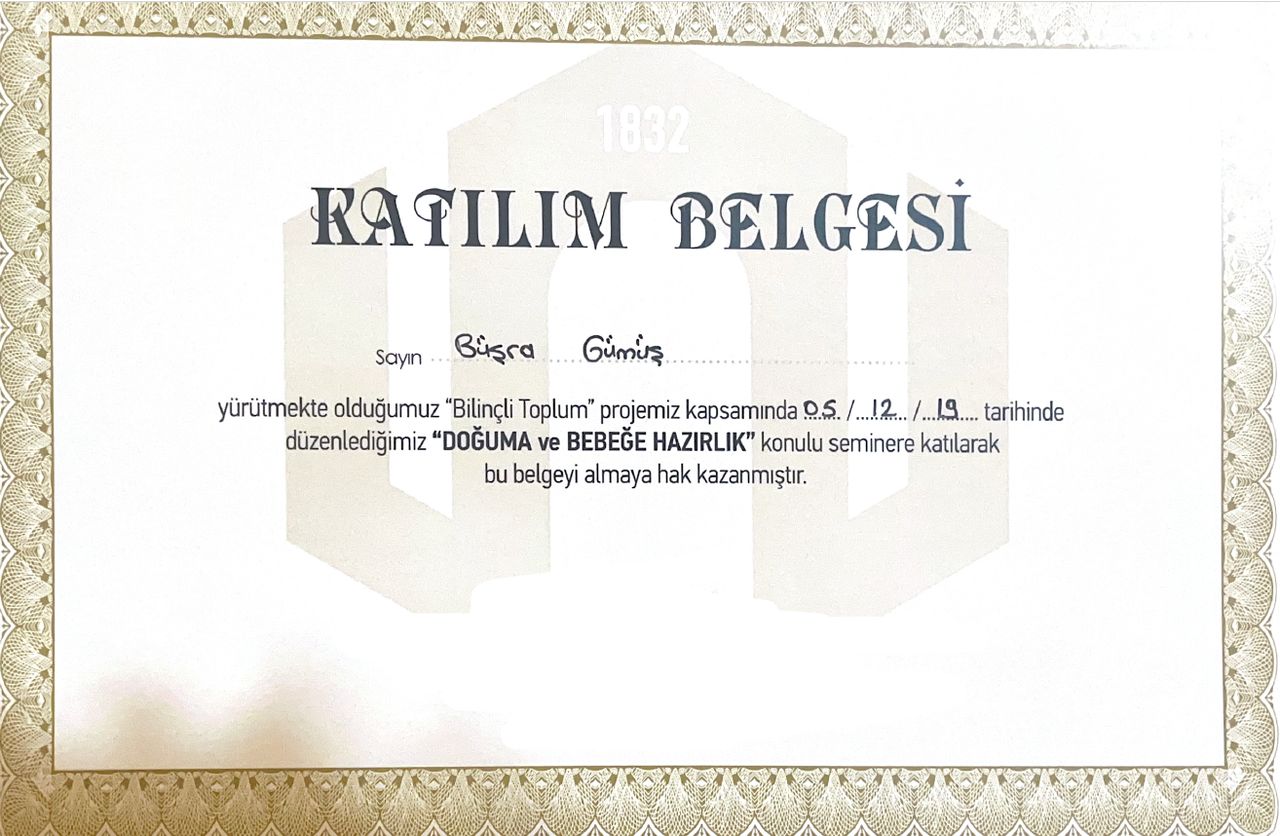 1832
KATILIM BELGESİ
Sayın Büşra Gümüş
yürütmekte olduğumuz “Bilinçli Toplum” projemiz kapsamında 05 / 12 / 19 tarihinde
düzenlediğimiz “DOĞUMA ve BEBEĞE HAZIRLIK” konulu seminere katılarak
bu belgeyi almaya hak kazanmıştır.